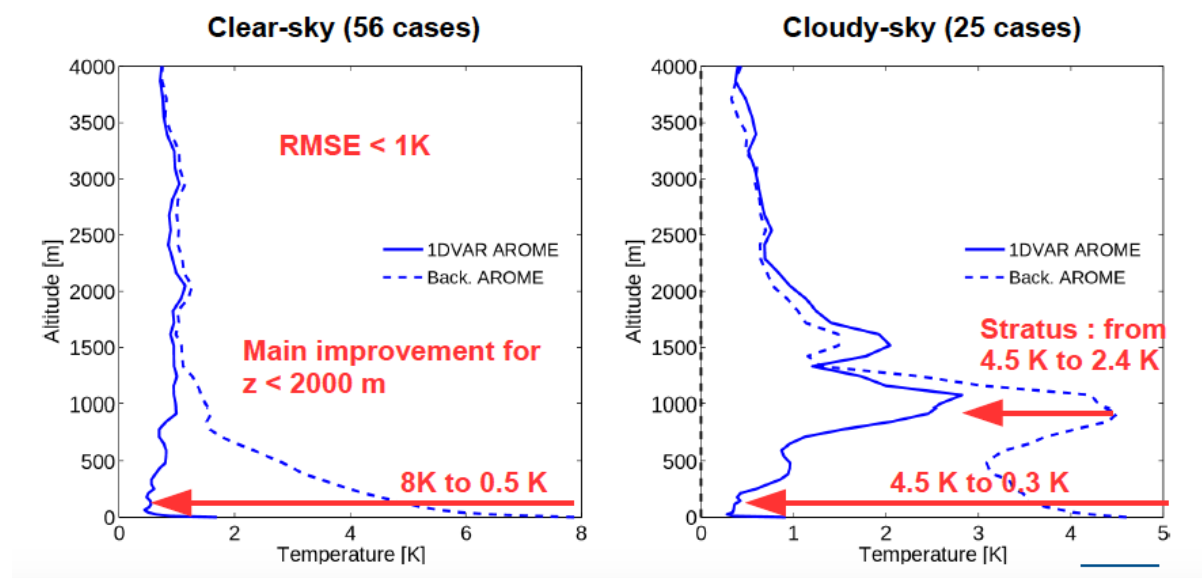 Clear-sky (56 cases)
4000
3500
3000
2500
2000
1500
1000
500
0
Altitude [m]
RMSE < 1K
1DVAR AROME
Back. AROME
Main improvement for
z < 2000 m
8K to 0.5 K
0 2 4 6 8
Temperature [K]
Cloudy-sky (25 cases)
4000
3500
3000
2500
2000
1500
1000
500
0
Altitude [m]
1DVAR AROME
Back. AROME
Stratus : from
4.5 K to 2.4 K
4.5 K to 0.3 K
0 1 2 3 4 5
Temperature [K]